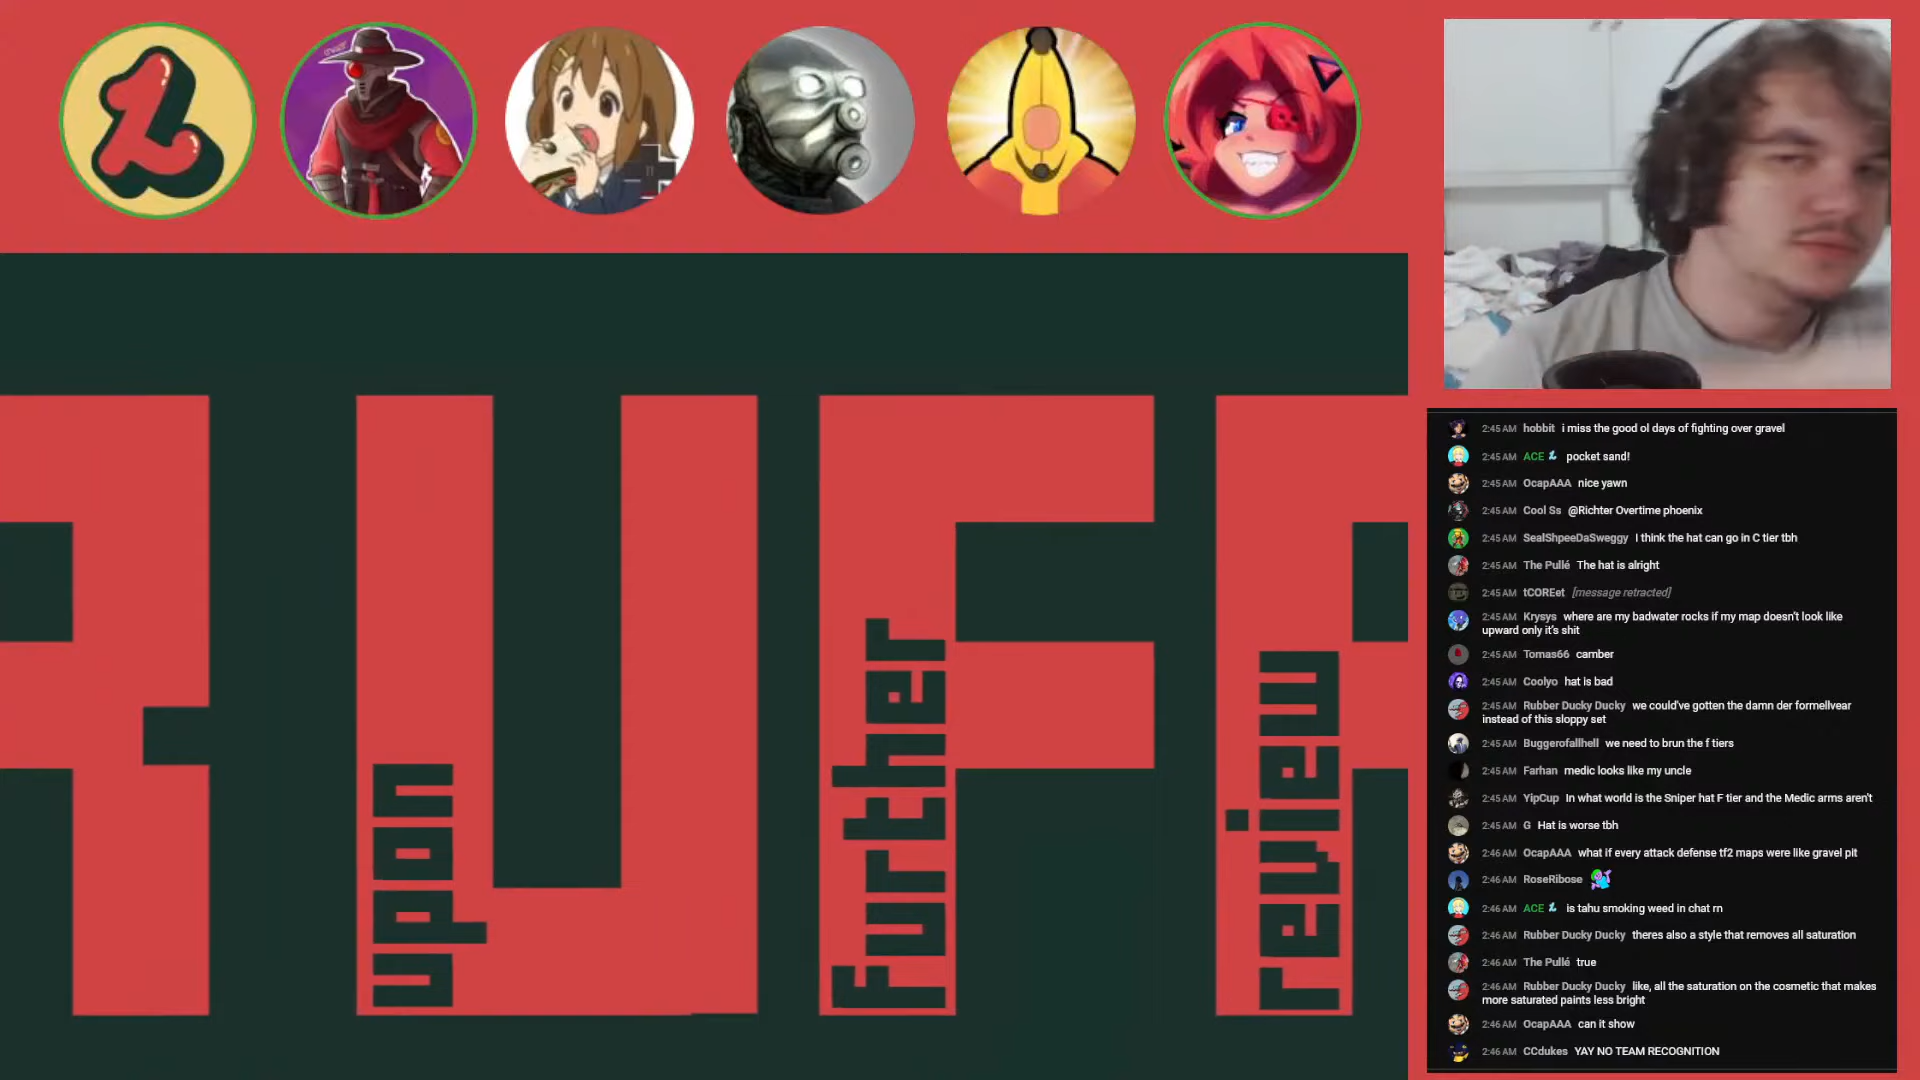 RUFR
upon
further
review
2:45 AM hobbit i miss the good ol days of fighting over gravel
2:45 AM ACE pocket sand!
2:45 AM OcapAAA nice yawn
2:45 AM Cool Ss @Richter Overtime phoenix
2:45 AM SealShpeeDaSweggy I think the hat can go in C tier tbh
2:45 AM The Pullé The hat is alright
2:45 AM tCOREet [message retracted]
2:45 AM Krysys where are my badwater rocks if my map doesn't look like
upward only it's shit
2:45 AM Tomas66 camber
2:45 AM Coolyo hat is bad
2:45 AM Rubber Ducky Ducky we could've gotten the damn der formellvear
instead of this sloppy set
2:45 AM Buggerofallhell we need to brun the f tiers
2:45 AM Farhan medic looks like my uncle
2:45 AM YipCup In what world is the Sniper hat F tier and the Medic arms aren't
2:45 AM G Hat is worse tbh
2:46 AM OcapAAA what if every attack defense tf2 maps were like gravel pit
2:46 AM RoseRibose
2:46 AM ACE is tahu smoking weed in chat rn
2:46 AM Rubber Ducky Ducky theres also a style that removes all saturation
2:46 AM The Pullé true
2:46 AM Rubber Ducky Ducky like, all the saturation on the cosmetic that makes
more saturated paints less bright
2:46 AM OcapAAA can it show
2:46 AM CCdukes YAY NO TEAM RECOGNITION